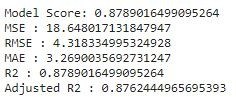 Model Score: 0.8789016499095264
MSE : 18.648017131847947
RMSE : 4.318334995324928
MAE : 3.2690035692731247
R2 : 0.8789016499095264
Adjusted R2 : 0.8762444965695393